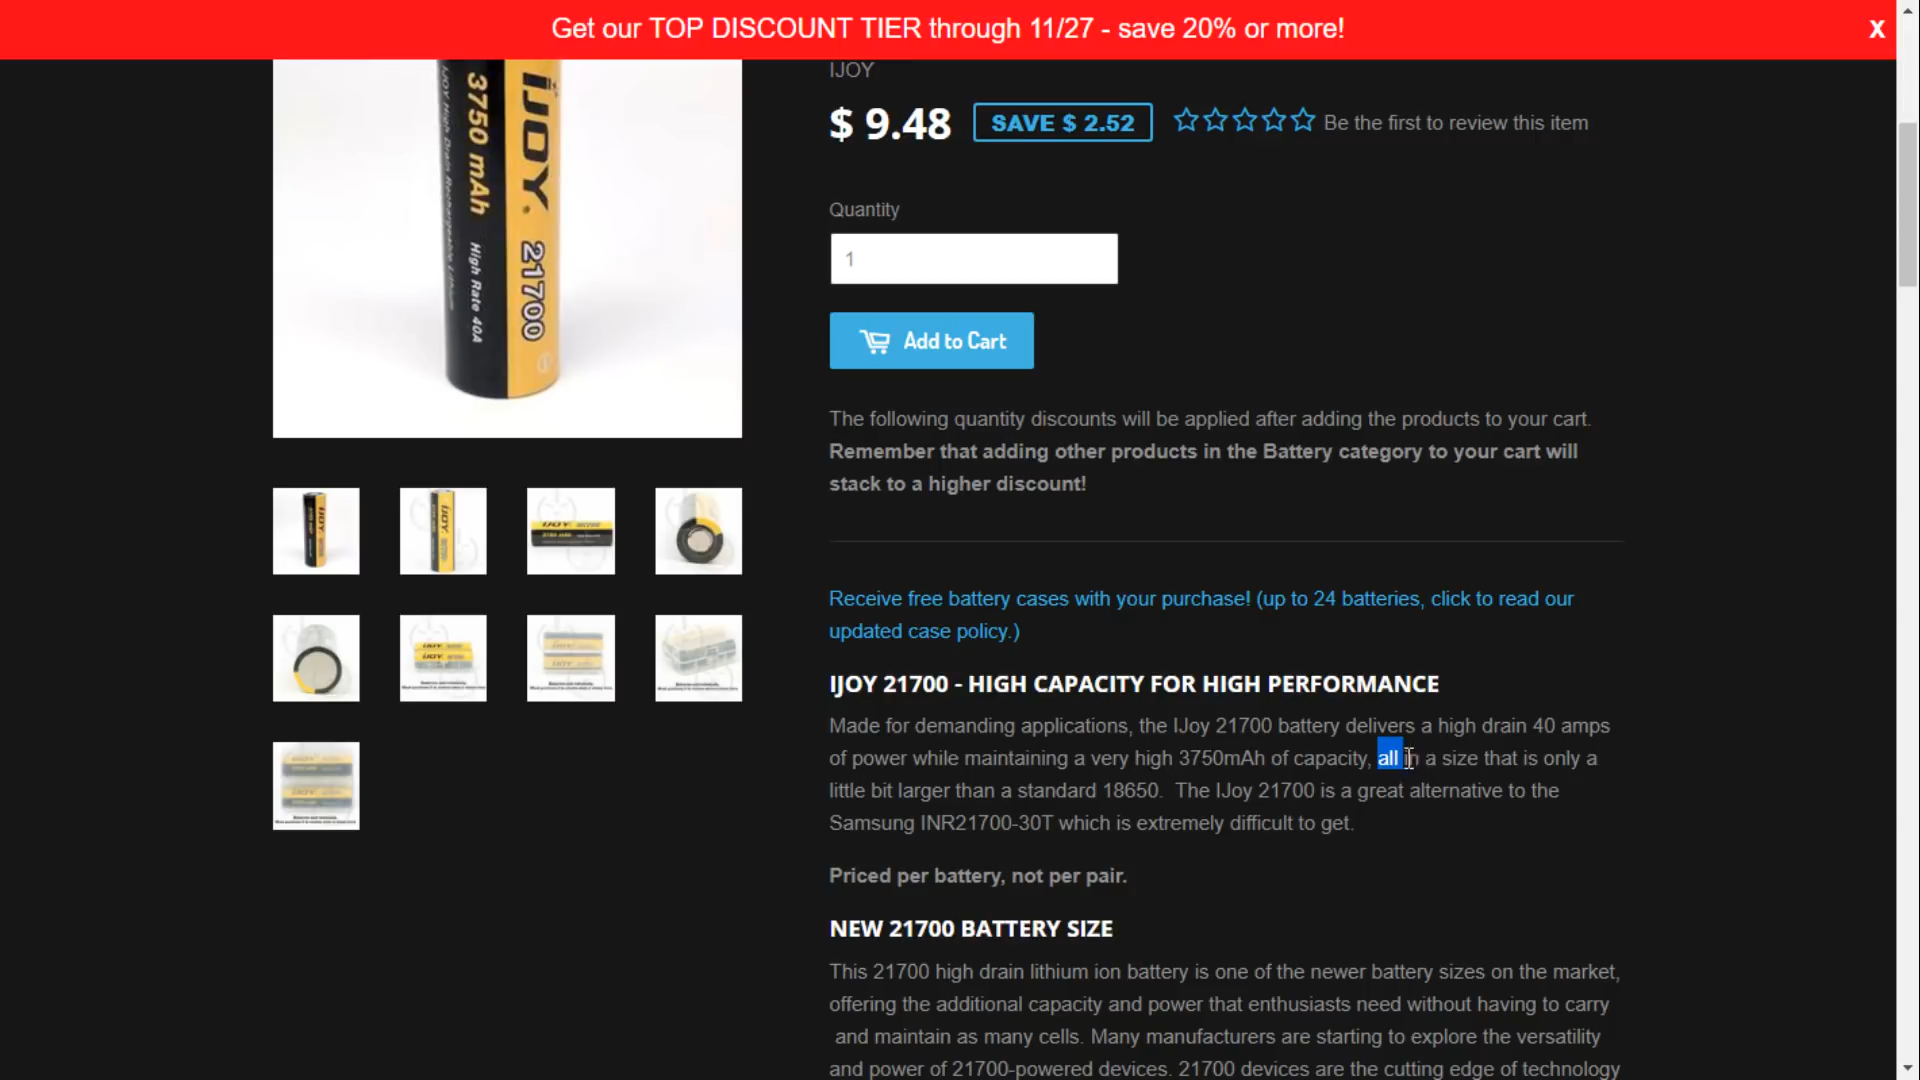 Get our TOP DISCOUNT TIER through 11/27 - save 20% or more!
X
IJOY
$ 9.48
SAVE $ 2.52
Be the first to review this item
3750 mAh
High Rate 40A
IJOY High Drain Rechargeable Lithium
iJOY.
21700
Quantity
1
Add to Cart
The following quantity discounts will be applied after adding the products to your cart.
Remember that adding other products in the Battery category to your cart will
stack to a higher discount!
Receive free battery cases with your purchase! (up to 24 batteries, click to read our
updated case policy.)
IJOY 21700 - HIGH CAPACITY FOR HIGH PERFORMANCE
Made for demanding applications, the IJoy 21700 battery delivers a high drain 40 amps
of power while maintaining a very high 3750mAh of capacity, all in a size that is only a
little bit larger than a standard 18650.  The IJoy 21700 is a great alternative to the
Samsung INR21700-30T which is extremely difficult to get.
Priced per battery, not per pair.
NEW 21700 BATTERY SIZE
This 21700 high drain lithium ion battery is one of the newer battery sizes on the market,
offering the additional capacity and power that enthusiasts need without having to carry
and maintain as many cells. Many manufacturers are starting to explore the versatility
and power of 21700-powered devices. 21700 devices are the cutting edge of technology